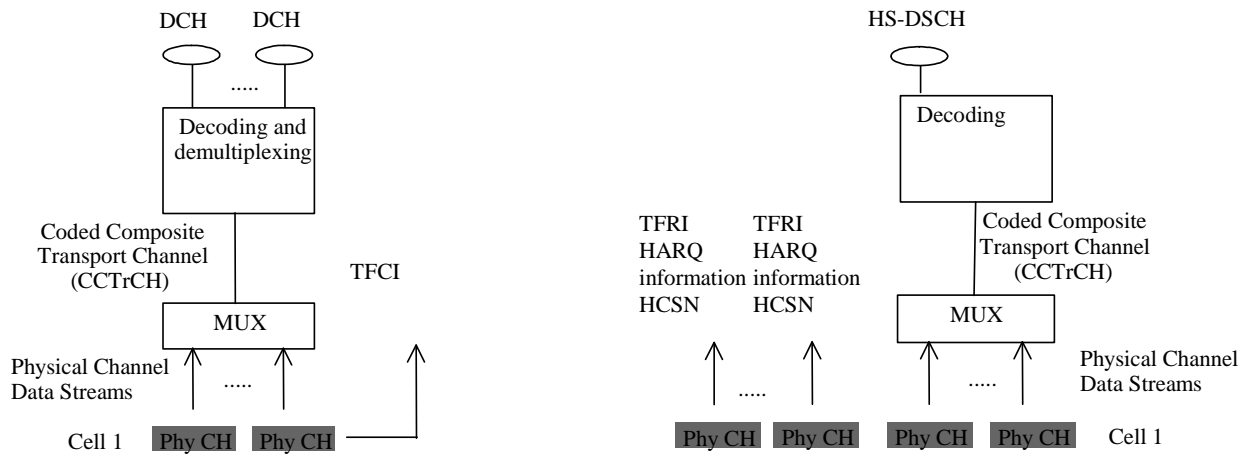 DCH DCH
.....
Decoding and
demultiplexing
Coded Composite
Transport Channel
(CCTrCH)
TFCI
MUX
Physical Channel
Data Streams
.....
Cell 1 Phy CH Phy CH
HS-DSCH
Decoding
TFRI
HARQ
information
HCSN
TFRI
HARQ
information
HCSN
Coded Composite
Transport Channel
(CCTrCH)
MUX
Physical Channel
Data Streams
.....
.....
Phy CH Phy CH Phy CH Phy CH Cell 1